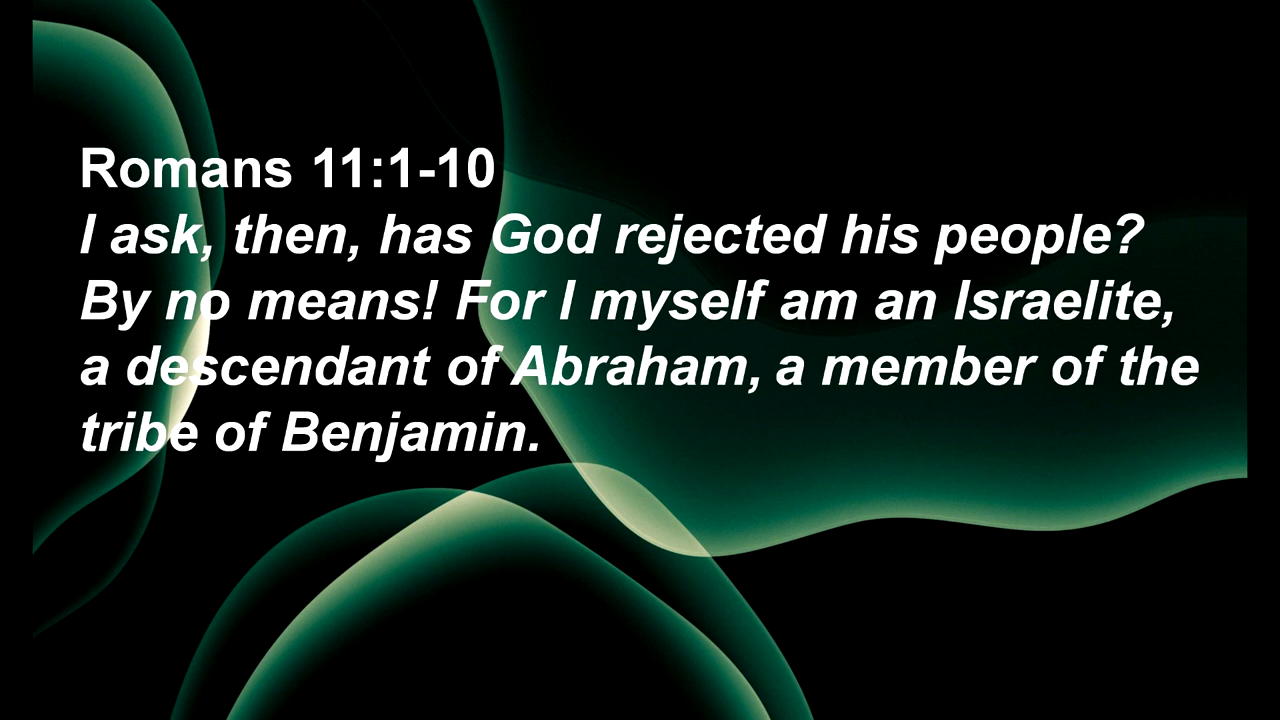 Romans 11:1-10
I ask, then, has God rejected his people?
By no means! For I myself am an Israelite,
a descendant of Abraham, a member of the
tribe of Benjamin.